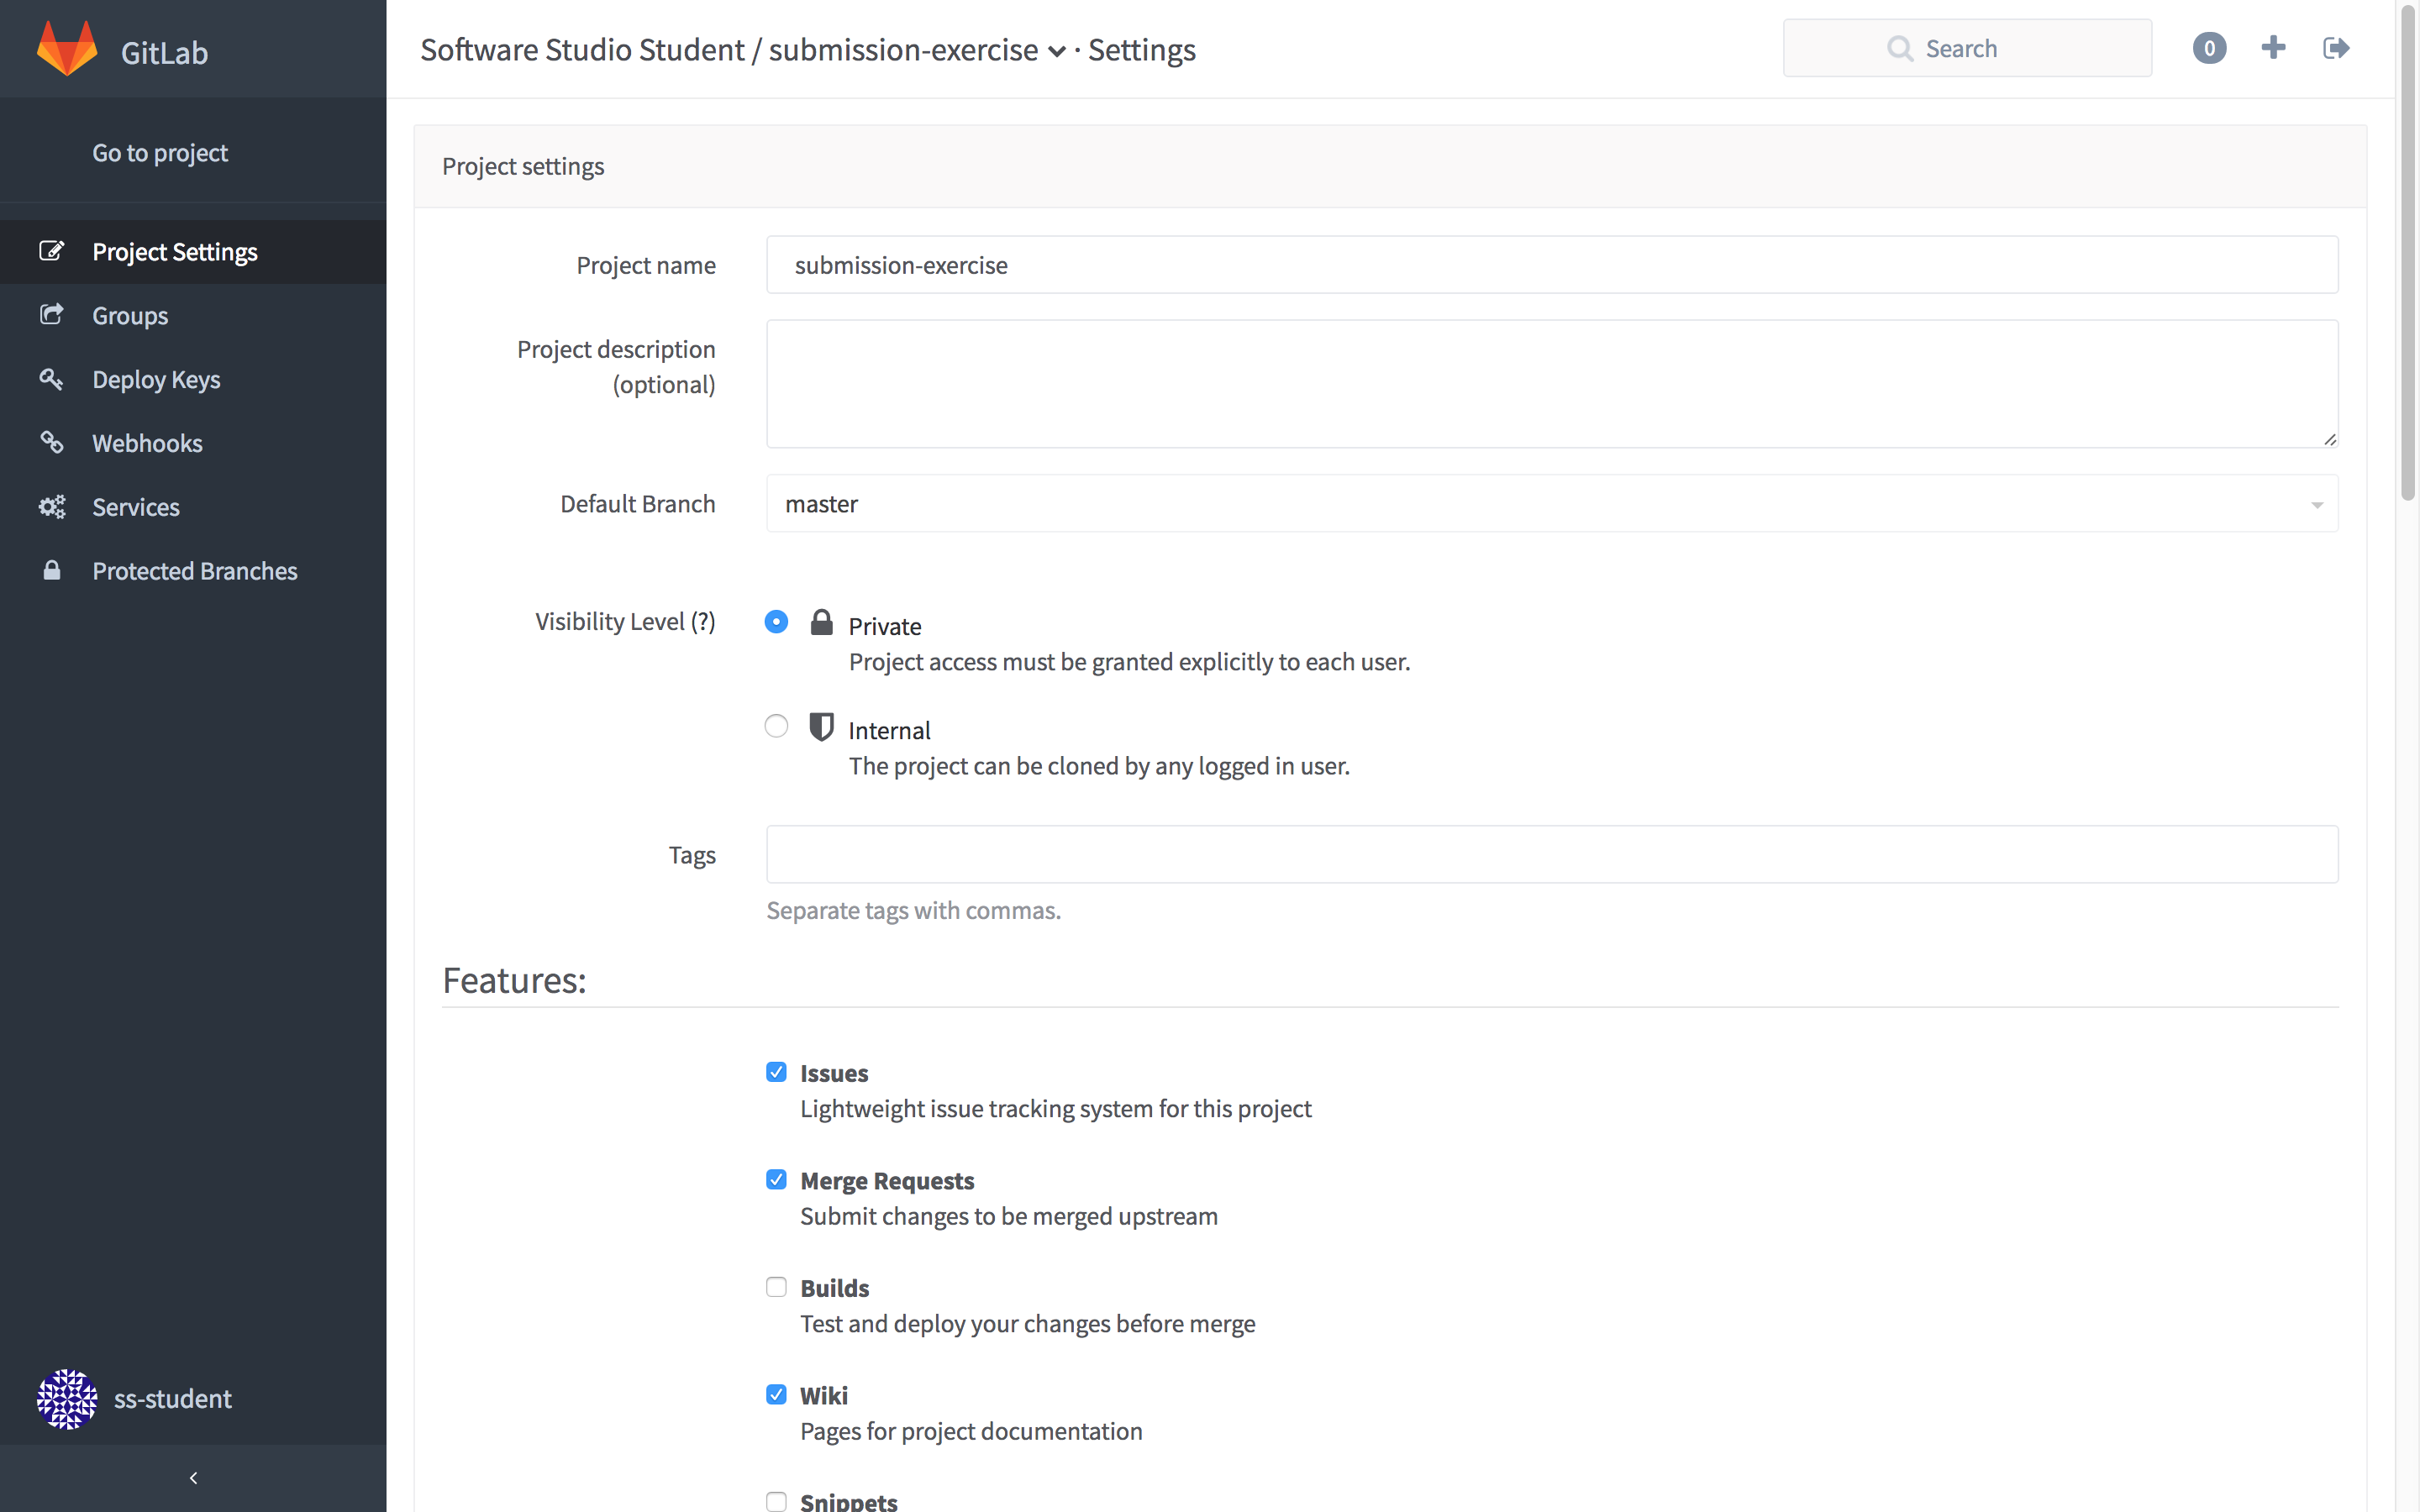 GitLab
Software Studio Student / submission-exercise · Settings
Search
0
Go to project
Project Settings
Groups
Deploy Keys
Webhooks
Services
Protected Branches
ss-student
Project settings
Project name
submission-exercise
Project description
(optional)
Default Branch
master
Visibility Level (?)
Private
Project access must be granted explicitly to each user.
Internal
The project can be cloned by any logged in user.
Tags
Separate tags with commas.
Features:
Issues
Lightweight issue tracking system for this project
Merge Requests
Submit changes to be merged upstream
Builds
Test and deploy your changes before merge
Wiki
Pages for project documentation
Snippets